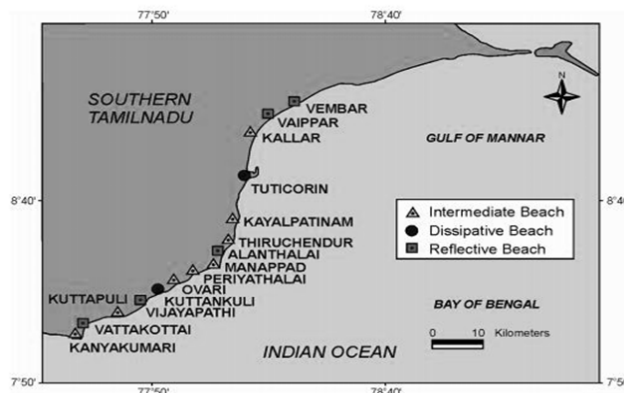 77°50'
78°40'
SOUTHERN
TAMILNADU
N
VEMBAR
VAIPPAR
KALLAR
GULF OF MANNAR
TUTICORIN
8°40'
8°40'
KAYALPATINAM
Intermediate Beach
Dissipative Beach
Reflective Beach
THIRUCHENDUR
ALANTHALAI
MANAPPAD
PERIYATHALAI
OVARI
KUTTAPULI
KUTTANKULI
VIJAYAPATHI
VATTAKOTTAI
KANYAKUMARI
BAY OF BENGAL
0 10 Kilometers
INDIAN OCEAN
7°50'
7°50'
77°50'
78°40'